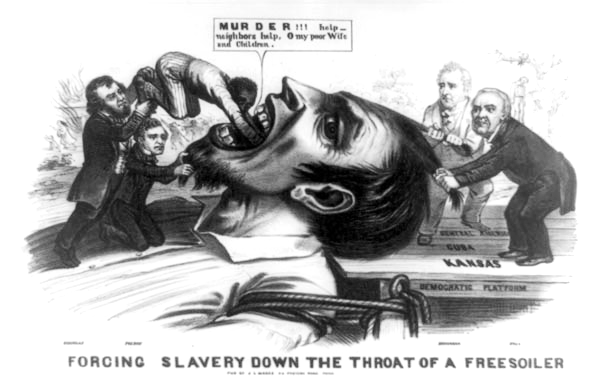 MURDER!!! help_
neighbors help, O my poor Wife
and Children.
CENTRAL AMERICA
CUBA
KANSAS
DEMOCRATIC PLATFORM
FORCING SLAVERY DOWN THE THROAT OF A FREESOILER